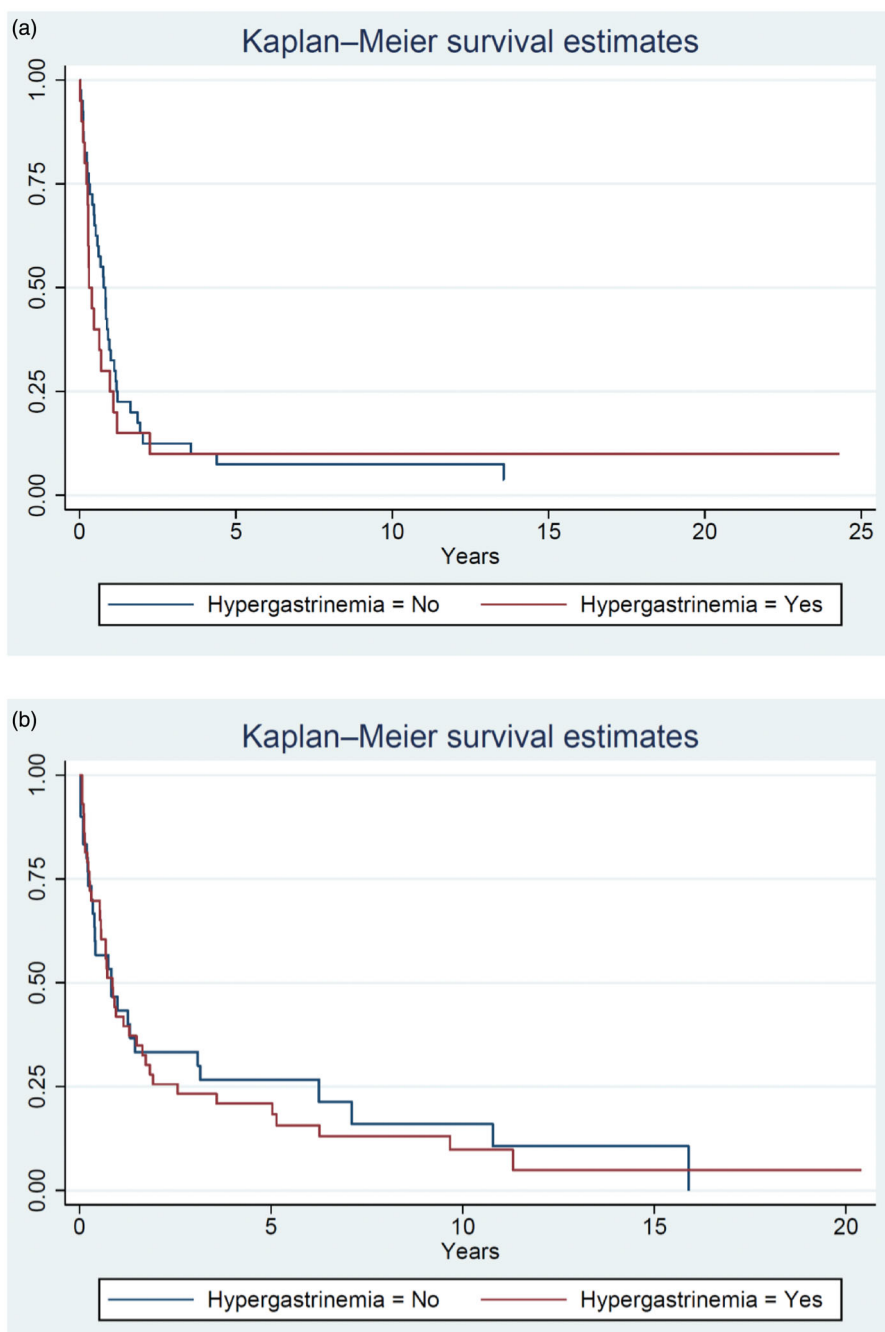 (a)
Kaplan–Meier survival estimates
1.00
0.75
0.50
0.25
0.00
0 5 10 15 20 25
Years
Hypergastrinemia = No Hypergastrinemia = Yes
(b)
Kaplan–Meier survival estimates
1.00
0.75
0.50
0.25
0.00
0 5 10 15 20
Years
Hypergastrinemia = No Hypergastrinemia = Yes